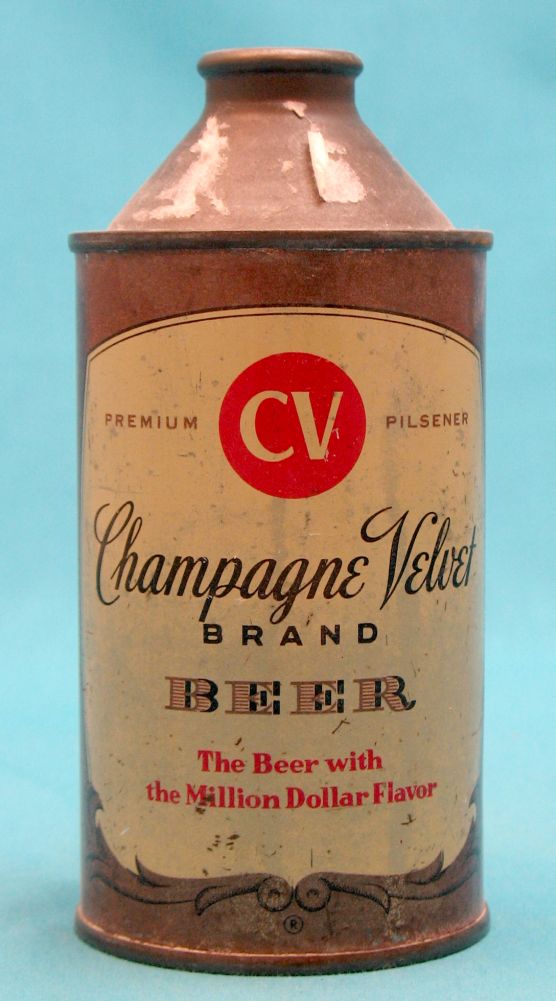 CV
PREMIUM PILSENER
Champagne Velvet
BRAND
BEER
The Beer with
the Million Dollar Flavor
®